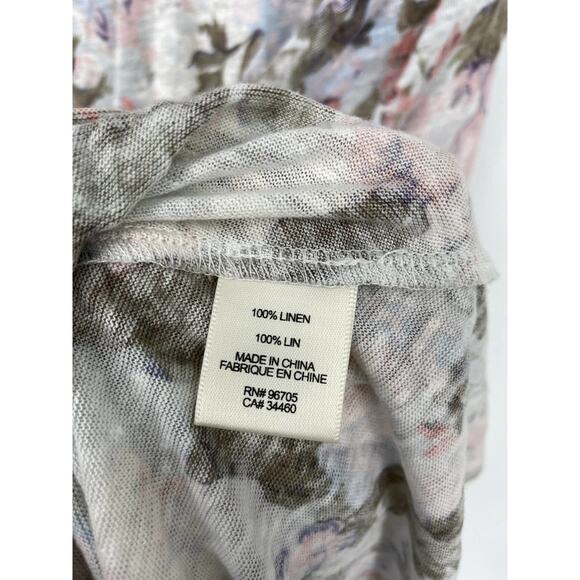 100% LINEN
100% LIN
MADE IN CHINA
FABRIQUE EN CHINE
RN# 96705
CA# 34460